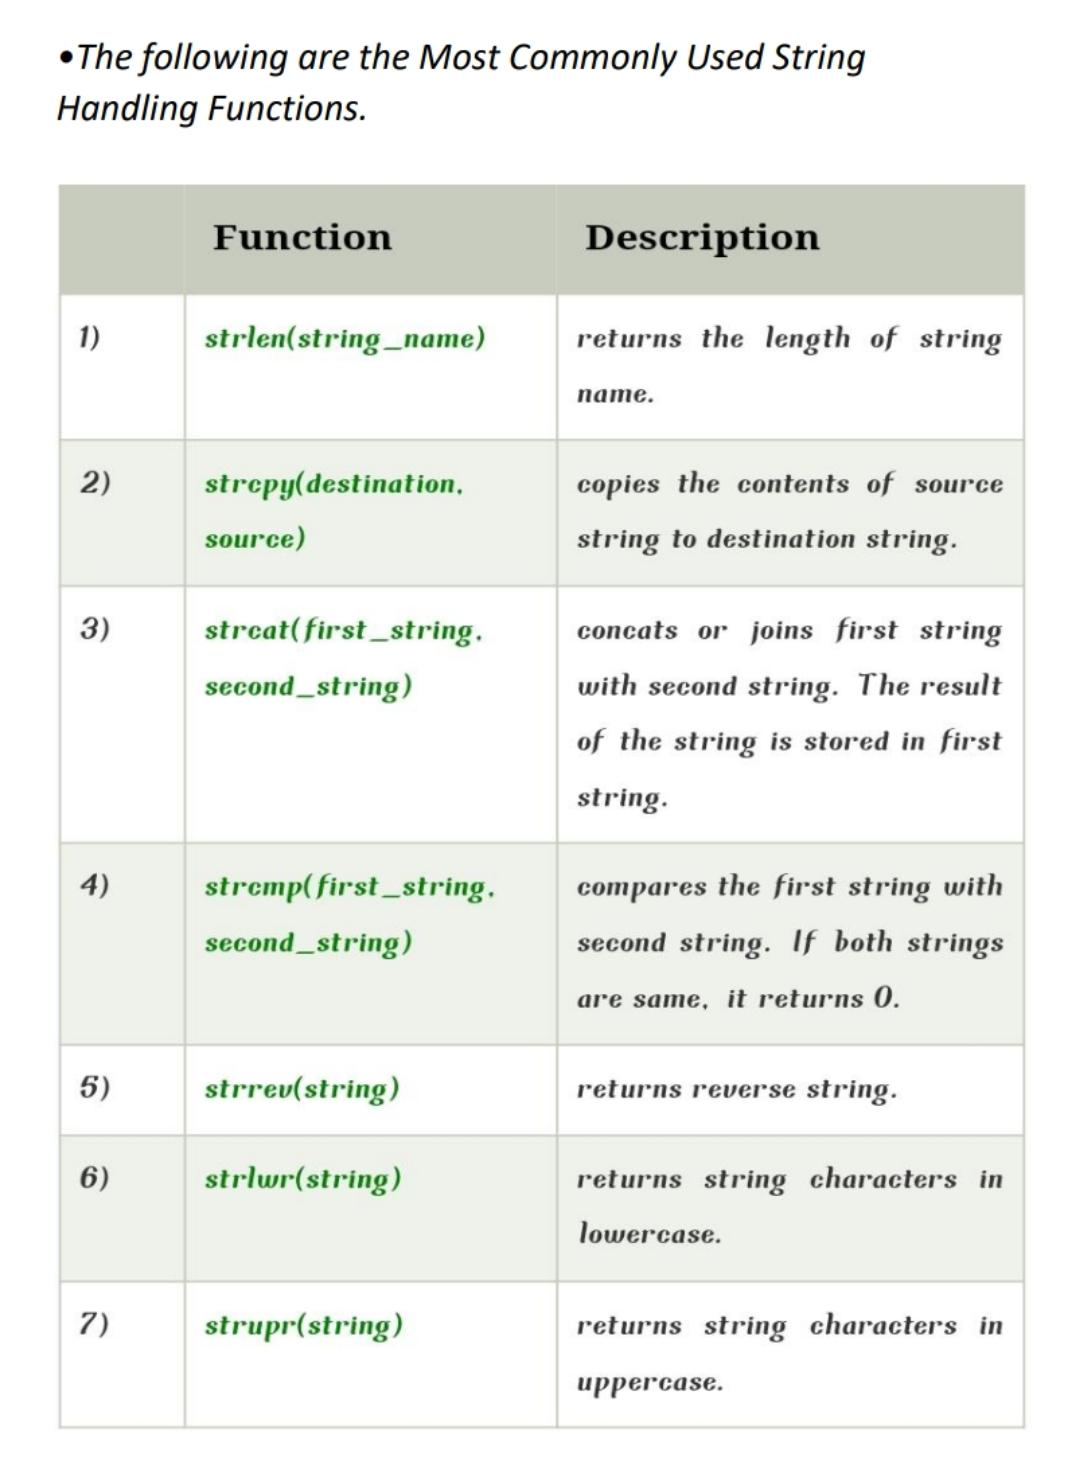 •The following are the Most Commonly Used String
Handling Functions.
Function Description
1) strlen(string_name) returns the length of string
name.
2) strcpy(destination, copies the contents of source
source) string to destination string.
3) strcat(first_string, concats or joins first string
second_string) with second string. The result
of the string is stored in first
string.
4) strcmp(first_string, compares the first string with
second_string) second string. If both strings
are same, it returns 0.
5) strrev(string) returns reverse string.
6) strlwr(string) returns string characters in
lowercase.
7) strupr(string) returns string characters in
uppercase.